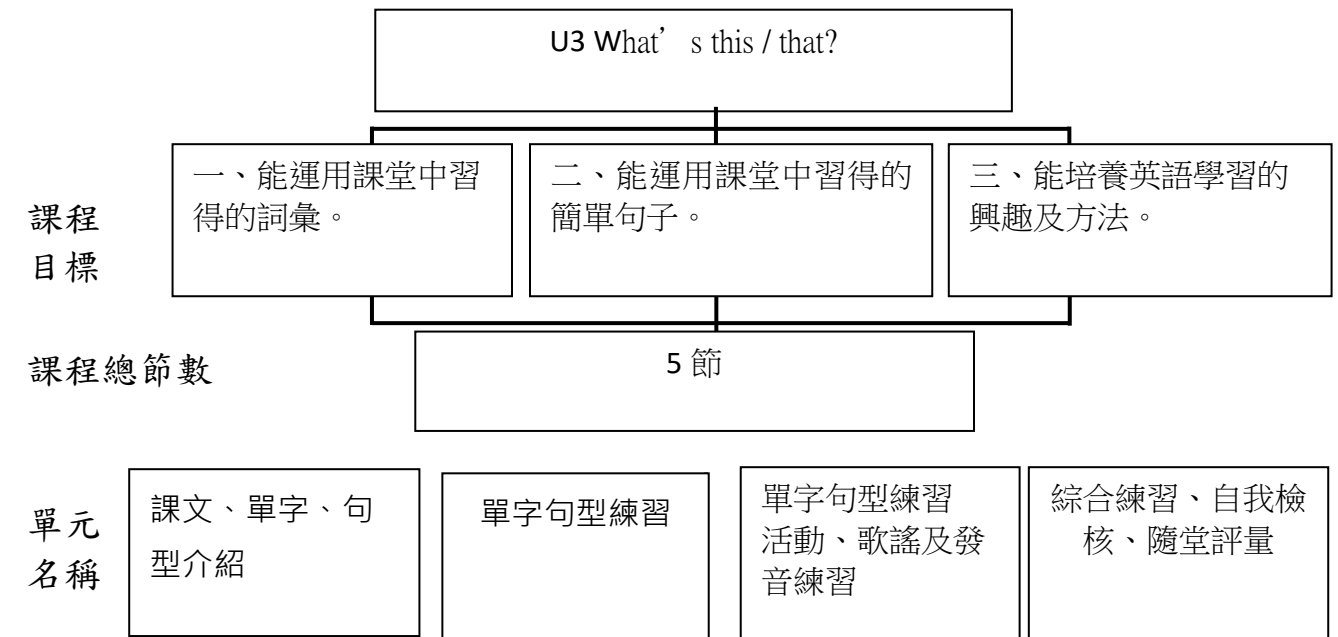 U3 What’s this / that?
課程
目標
一、能運用課堂中習
得的詞彙。
二、能運用課堂中習得的
簡單句子。
三、能培養英語學習的
興趣及方法。
課程總節數
5 節
單元
名稱
課文、單字、句
型介紹
單字句型練習
單字句型練習
活動、歌謠及發
音練習
綜合練習、自我檢
核、隨堂評量